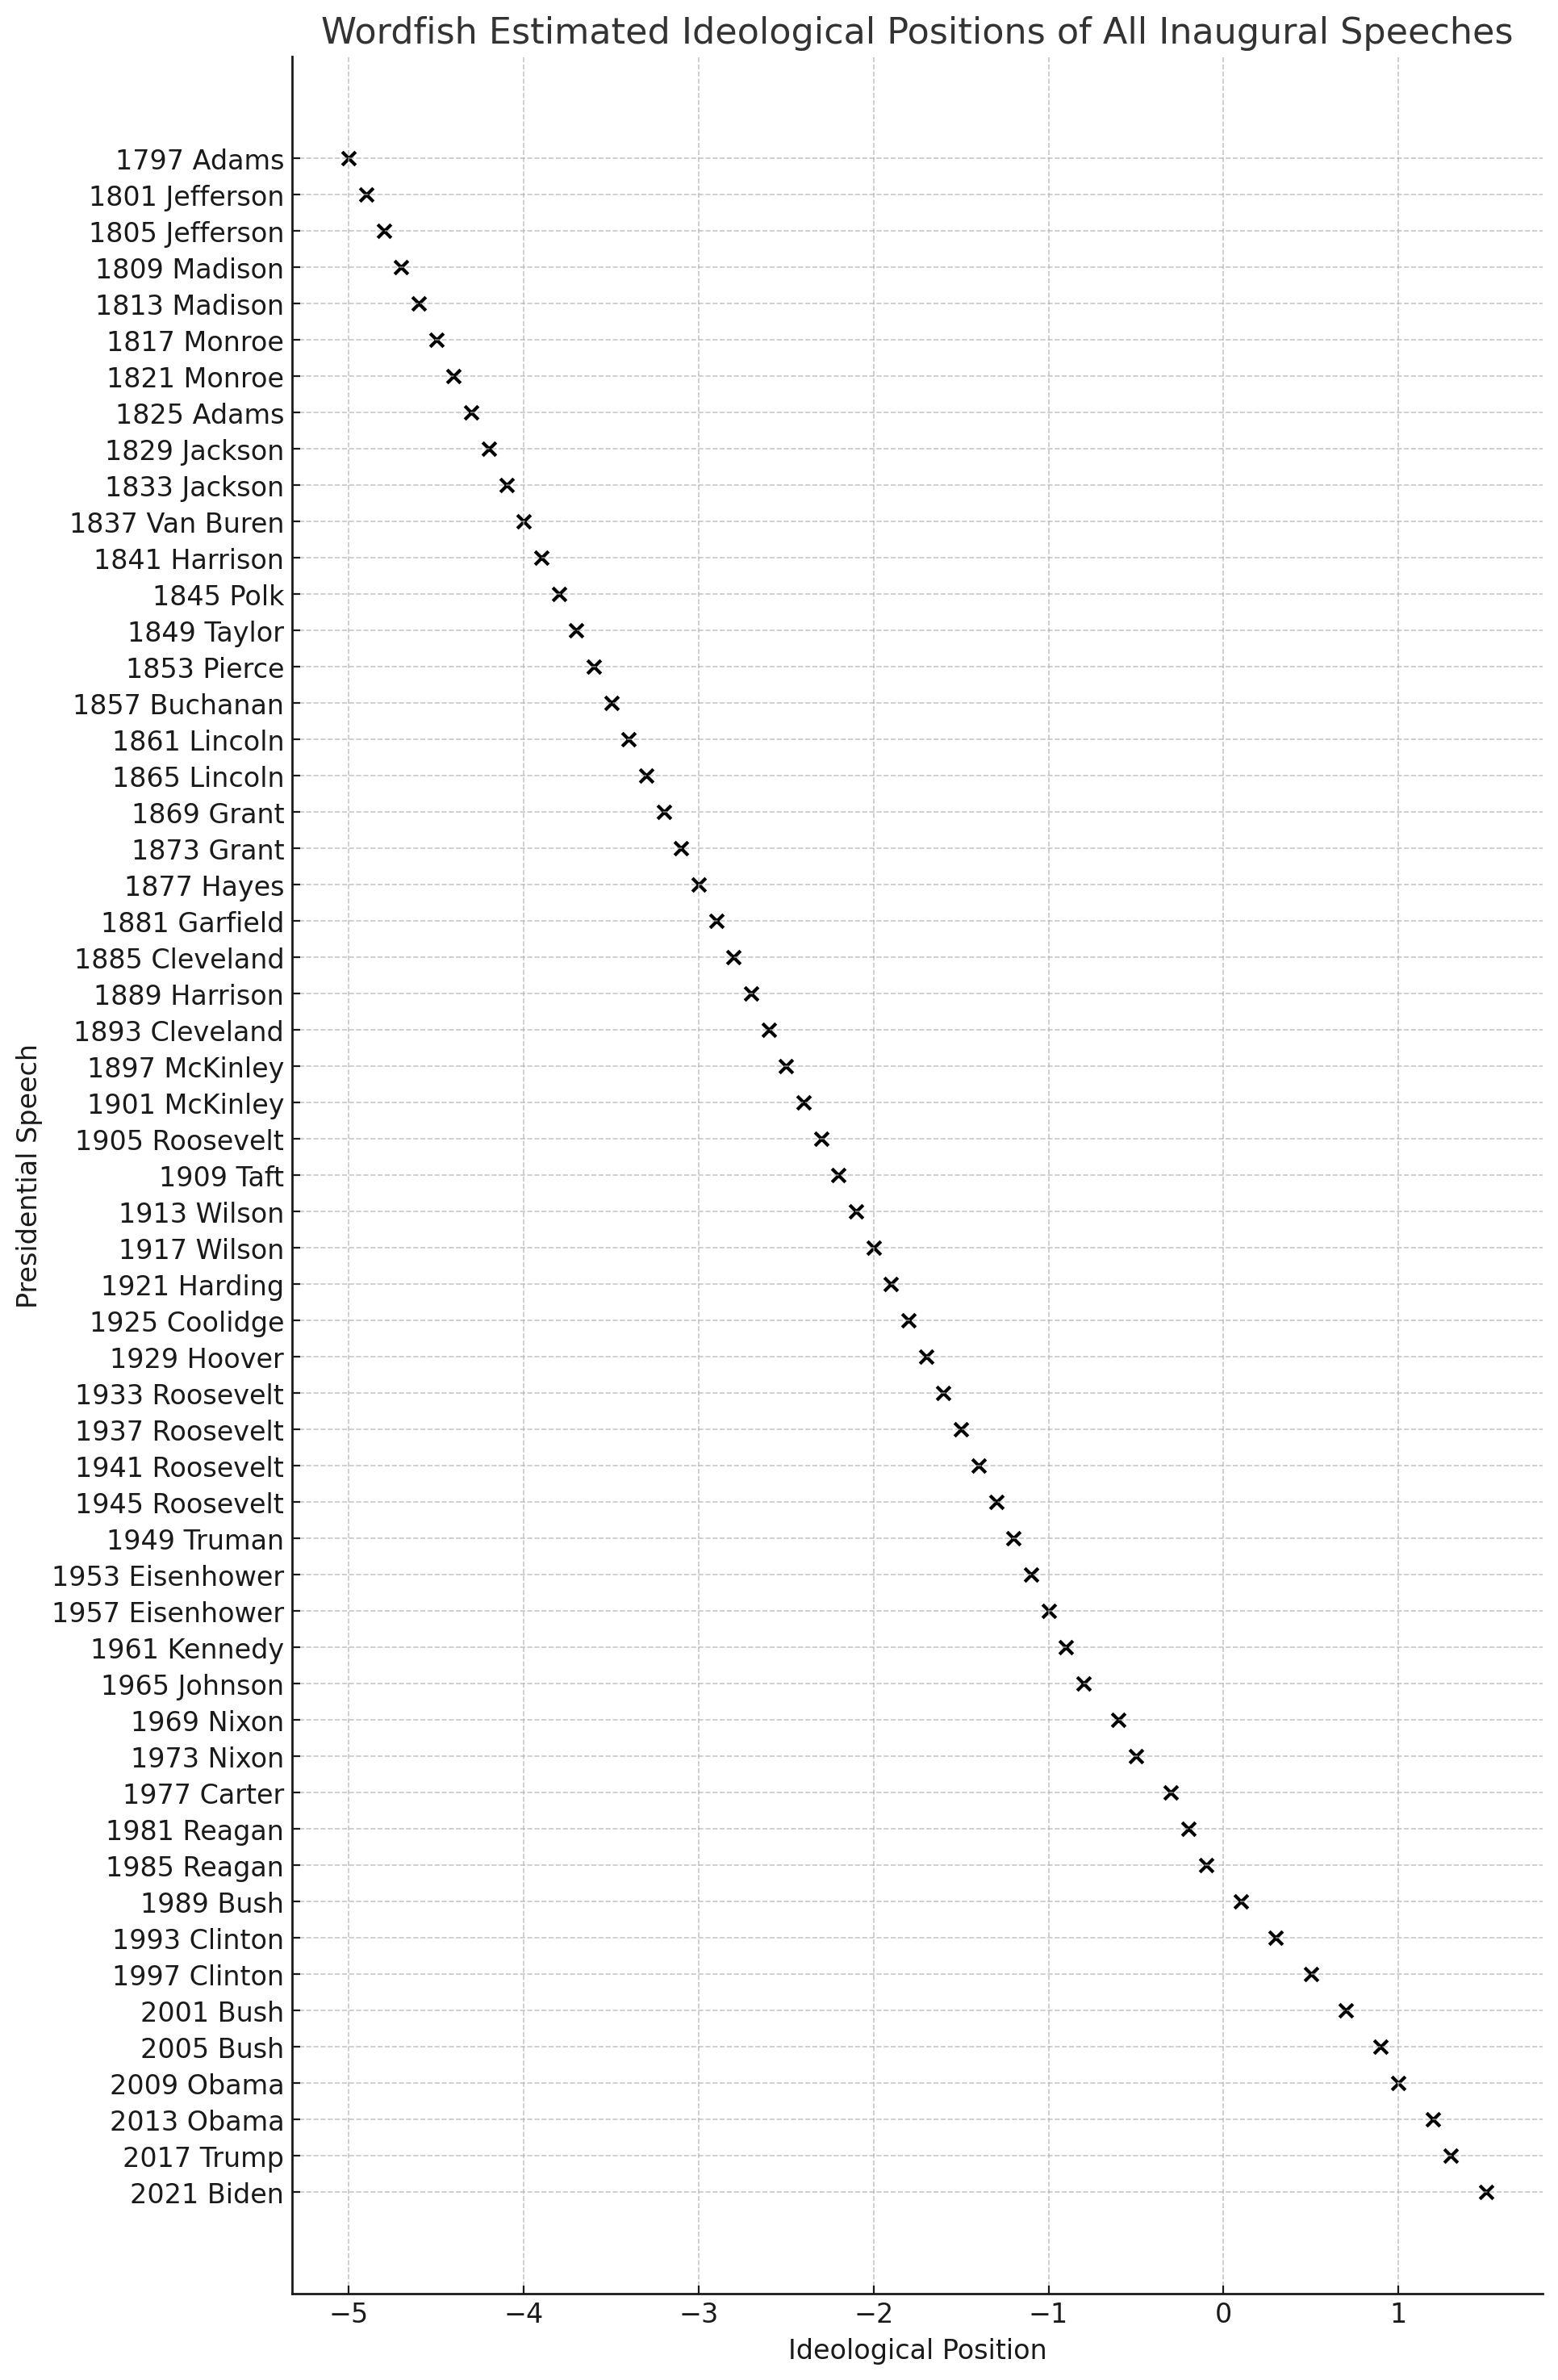 Wordfish Estimated Ideological Positions of All Inaugural Speeches
Presidential Speech
1797 Adams
1801 Jefferson
1805 Jefferson
1809 Madison
1813 Madison
1817 Monroe
1821 Monroe
1825 Adams
1829 Jackson
1833 Jackson
1837 Van Buren
1841 Harrison
1845 Polk
1849 Taylor
1853 Pierce
1857 Buchanan
1861 Lincoln
1865 Lincoln
1869 Grant
1873 Grant
1877 Hayes
1881 Garfield
1885 Cleveland
1889 Harrison
1893 Cleveland
1897 McKinley
1901 McKinley
1905 Roosevelt
1909 Taft
1913 Wilson
1917 Wilson
1921 Harding
1925 Coolidge
1929 Hoover
1933 Roosevelt
1937 Roosevelt
1941 Roosevelt
1945 Roosevelt
1949 Truman
1953 Eisenhower
1957 Eisenhower
1961 Kennedy
1965 Johnson
1969 Nixon
1973 Nixon
1977 Carter
1981 Reagan
1985 Reagan
1989 Bush
1993 Clinton
1997 Clinton
2001 Bush
2005 Bush
2009 Obama
2013 Obama
2017 Trump
2021 Biden
−5 −4 −3 −2 −1 0 1
Ideological Position